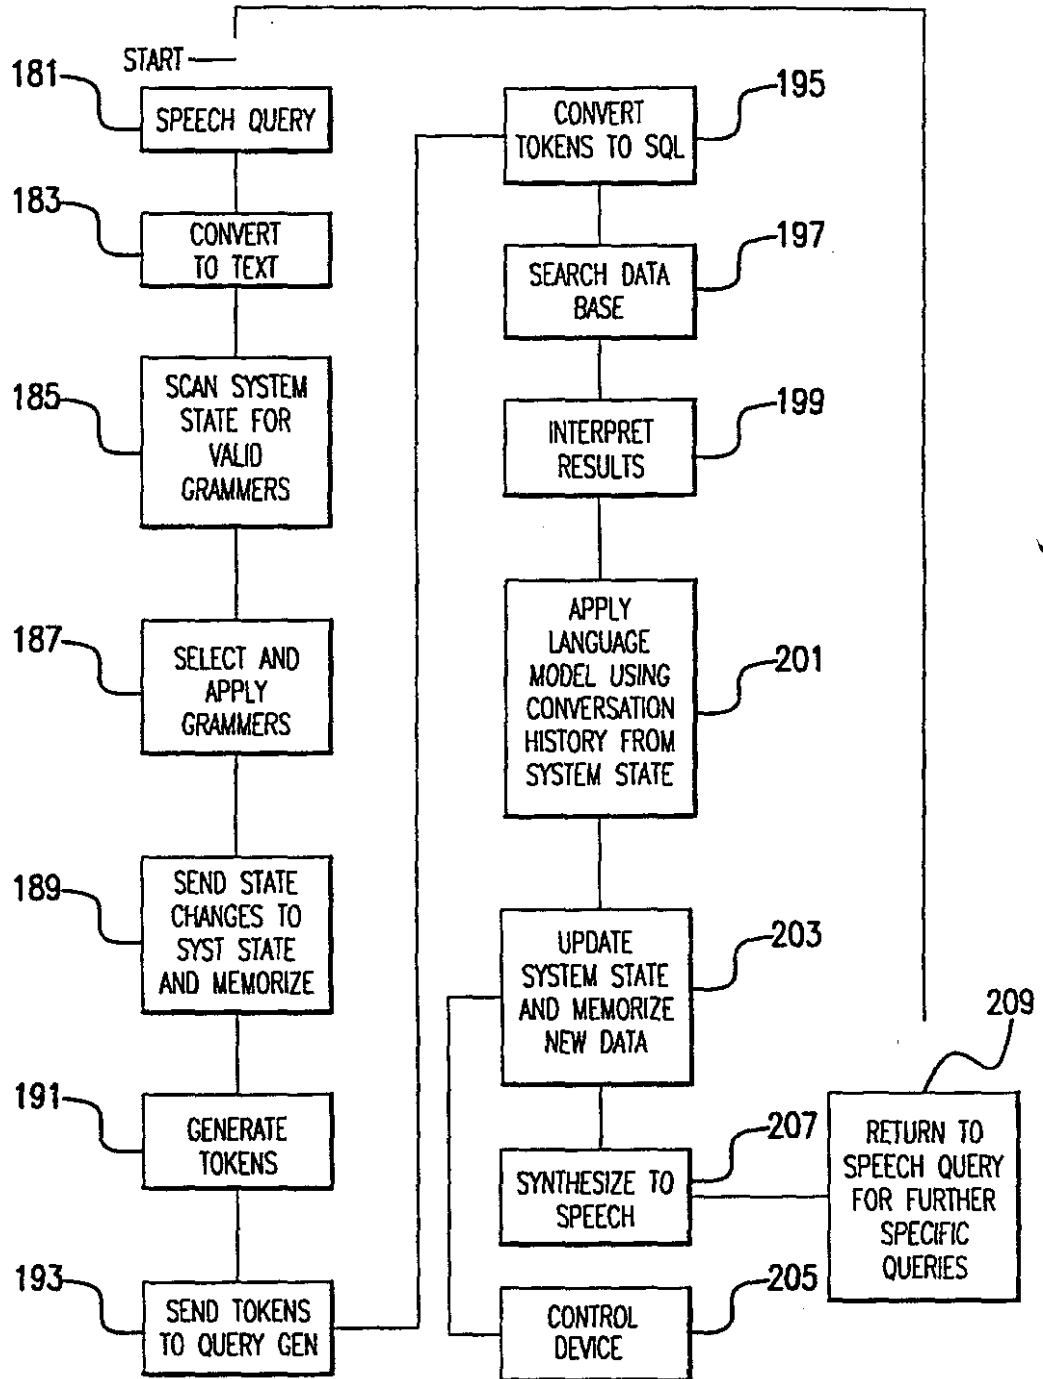 START
181
SPEECH QUERY
183
CONVERT
TO TEXT
185
SCAN SYSTEM
STATE FOR
VALID
GRAMMERS
187
SELECT AND
APPLY
GRAMMERS
189
SEND STATE
CHANGES TO
SYST STATE
AND MEMORIZE
191
GENERATE
TOKENS
193
SEND TOKENS
TO QUERY GEN
195
CONVERT
TOKENS TO SQL
197
SEARCH DATA
BASE
199
INTERPRET
RESULTS
201
APPLY
LANGUAGE
MODEL USING
CONVERSATION
HISTORY FROM
SYSTEM STATE
203
UPDATE
SYSTEM STATE
AND MEMORIZE
NEW DATA
207
SYNTHESIZE TO
SPEECH
205
CONTROL
DEVICE
209
RETURN TO
SPEECH QUERY
FOR FURTHER
SPECIFIC
QUERIES